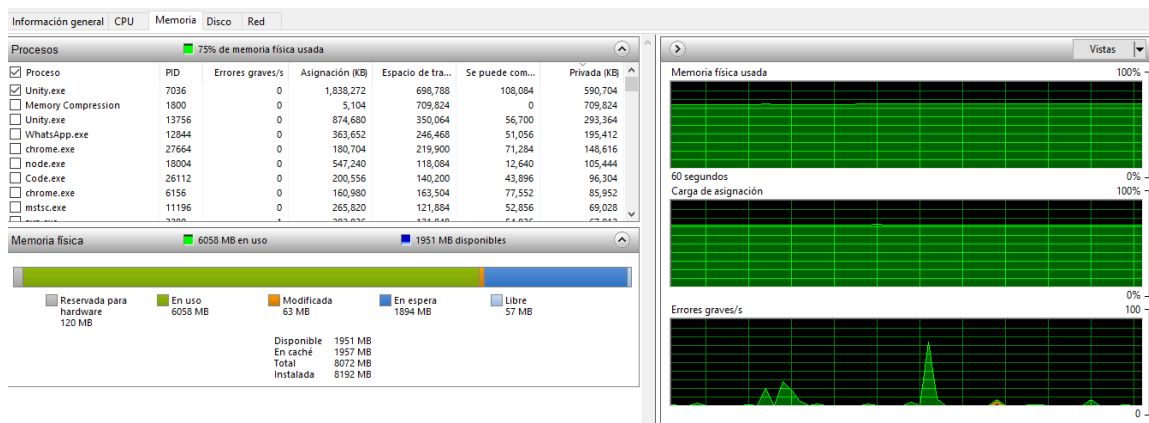 Información general CPU Memoria Disco Red
Procesos 75% de memoria física usada
Proceso PID Errores graves/s Asignación (KB) Espacio de tra... Se puede com... Privada (KB)
Unity.exe 7036 0 1,838,272 698,788 108,084 590,704
Memory Compression 1800 0 5,104 709,824 0 709,824
Unity.exe 13756 0 874,680 350,064 56,700 293,364
WhatsApp.exe 12844 0 363,652 246,468 51,056 195,412
chrome.exe 27664 0 180,704 219,900 71,284 148,616
node.exe 18004 0 547,240 118,084 12,640 105,444
Code.exe 26112 0 200,556 140,200 43,896 96,304
chrome.exe 6156 0 160,980 163,504 77,552 85,952
mstsc.exe 11196 0 265,820 121,884 52,856 69,028
Memoria física 6058 MB en uso 1951 MB disponibles
Reservada para hardware
120 MB
En uso
6058 MB
Modificada
63 MB
En espera
1894 MB
Libre
57 MB
Disponible 1951 MB
En caché 1957 MB
Total 8072 MB
Instalada 8192 MB
Vistas
Memoria física usada 100%
60 segundos 0%
Carga de asignación 100%
0%
Errores graves/s 100
0